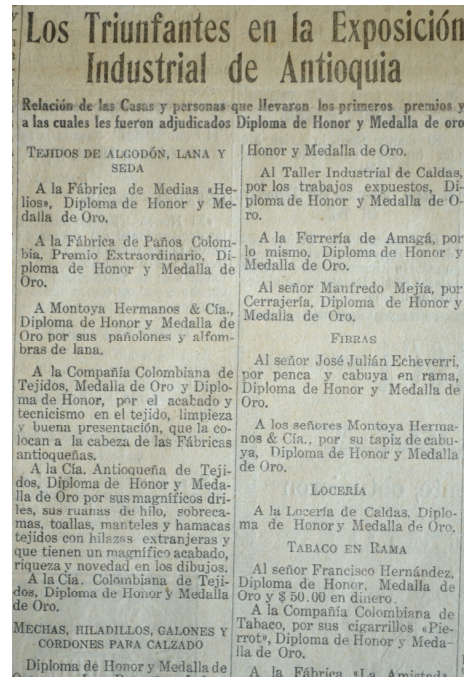 Los Triunfantes en la Exposición
Industrial de Antioquia
Relación de las Casas y personas que llevaron los primeros premios y
a las cuales les fueron adjudicados Diploma de Honor y Medalla de oro
TEJIDOS DE ALGODÓN, LANA Y
SEDA
A la Fábrica de Medias «He-
lios», Diploma de Honor y Me-
dalla de Oro.
A la Fábrica de Paños Colom-
bia, Premio Extraordinario, Di-
ploma de Honor y Medalla de
Oro.
A Montoya Hermanos & Cía.,
Diploma de Honor y Medalla de
Oro por sus pañolones y alfom-
bras de lana.
A la Compañía Colombiana de
Tejidos, Medalla de Oro y Diplo-
ma de Honor, por el acabado y
tecnicismo en el tejido, limpieza
y buena presentación, que la co-
locan a la cabeza de las Fábricas
antioqueñas.
A la Cía. Antioqueña de Teji-
dos, Diploma de Honor y Meda-
lla de Oro por sus magníficos dri-
les, sus ruanas de hilo, sobreca-
mas, toallas, manteles y hamacas
tejidos con hilazas extranjeras y
que tienen un magnífico acabado,
riqueza y novedad en los dibujos.
A la Cía. Colombiana de Teji-
dos, Diploma de Honor y Medalla
de Oro.
MECHAS, HILADILLOS, GALONES Y
CORDONES PARA CALZADO
Diploma de Honor y Medalla de
Honor y Medalla de Oro.
Al Taller Industrial de Caldas,
por los trabajos expuestos, Di-
ploma de Honor y Medalla de O-
ro.
A la Ferrería de Amagá, por
lo mismo. Diploma de Honor y
Medalla de Oro.
Al señor Manfredo Mejía, por
Cerrajería, Diploma de Honor y
Medalla de Oro.
FIBRAS
Al señor José Julián Echeverri,
por penca y cabuya en rama,
Diploma de Honor y Medalla de
Oro.
A los señores Montoya Herma-
nos & Cía., por su tapiz de cabu-
ya, Diploma de Honor y Medalla
de Oro.
LOCERÍA
A la Locería de Caldas, Diplo-
ma de Honor y Medalla de Oro.
TABACO EN RAMA
Al señor Francisco Hernández,
Diploma de Honor, Medalla de
Oro y $ 50.00 en dinero.
A la Compañía Colombiana de
Tabaco, por sus cigarrillos «Pie-
rrot», Diploma de Honor y Meda-
lla de Oro.
A la Fábrica «La Amistad»